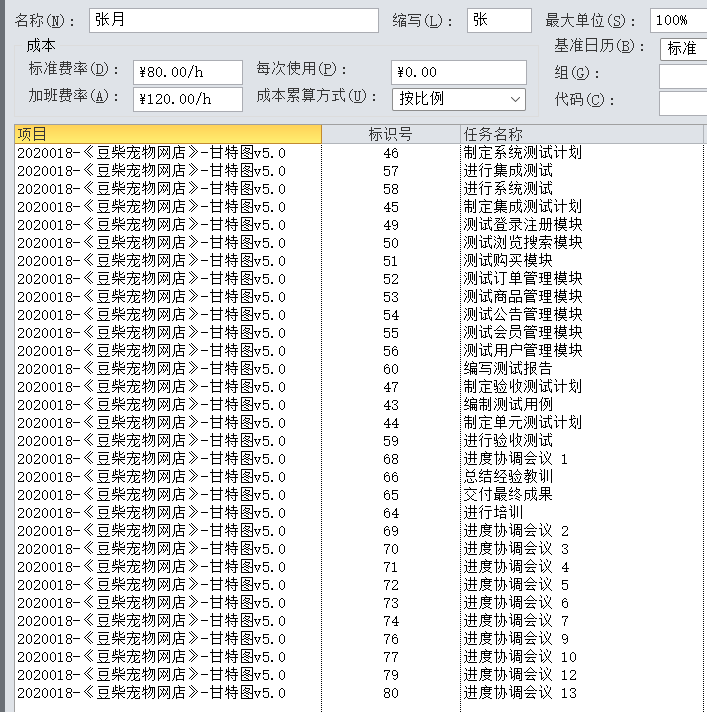 名称(N)： 张月 缩写(L)： 张 最大单位(S)： 100%
成本 基准日历(B)： 标准
标准费率(D)： ¥80.00/h 每次使用(P)： ¥0.00 组(G)：
加班费率(A)： ¥120.00/h 成本累算方式(U)： 按比例 代码(C)：
项目 标识号 任务名称
2020018-《豆柴宠物网店》-甘特图v5.0 46 制定系统测试计划
2020018-《豆柴宠物网店》-甘特图v5.0 57 进行集成测试
2020018-《豆柴宠物网店》-甘特图v5.0 58 进行系统测试
2020018-《豆柴宠物网店》-甘特图v5.0 45 制定集成测试计划
2020018-《豆柴宠物网店》-甘特图v5.0 49 测试登录注册模块
2020018-《豆柴宠物网店》-甘特图v5.0 50 测试浏览搜索模块
2020018-《豆柴宠物网店》-甘特图v5.0 51 测试购买模块
2020018-《豆柴宠物网店》-甘特图v5.0 52 测试订单管理模块
2020018-《豆柴宠物网店》-甘特图v5.0 53 测试商品管理模块
2020018-《豆柴宠物网店》-甘特图v5.0 54 测试公告管理模块
2020018-《豆柴宠物网店》-甘特图v5.0 55 测试会员管理模块
2020018-《豆柴宠物网店》-甘特图v5.0 56 测试用户管理模块
2020018-《豆柴宠物网店》-甘特图v5.0 60 编写测试报告
2020018-《豆柴宠物网店》-甘特图v5.0 47 制定验收测试计划
2020018-《豆柴宠物网店》-甘特图v5.0 43 编制测试用例
2020018-《豆柴宠物网店》-甘特图v5.0 44 制定单元测试计划
2020018-《豆柴宠物网店》-甘特图v5.0 59 进行验收测试
2020018-《豆柴宠物网店》-甘特图v5.0 68 进度协调会议 1
2020018-《豆柴宠物网店》-甘特图v5.0 66 总结经验教训
2020018-《豆柴宠物网店》-甘特图v5.0 65 交付最终成果
2020018-《豆柴宠物网店》-甘特图v5.0 64 进行培训
2020018-《豆柴宠物网店》-甘特图v5.0 69 进度协调会议 2
2020018-《豆柴宠物网店》-甘特图v5.0 70 进度协调会议 3
2020018-《豆柴宠物网店》-甘特图v5.0 71 进度协调会议 4
2020018-《豆柴宠物网店》-甘特图v5.0 72 进度协调会议 5
2020018-《豆柴宠物网店》-甘特图v5.0 73 进度协调会议 6
2020018-《豆柴宠物网店》-甘特图v5.0 74 进度协调会议 7
2020018-《豆柴宠物网店》-甘特图v5.0 76 进度协调会议 9
2020018-《豆柴宠物网店》-甘特图v5.0 77 进度协调会议 10
2020018-《豆柴宠物网店》-甘特图v5.0 79 进度协调会议 12
2020018-《豆柴宠物网店》-甘特图v5.0 80 进度协调会议 13